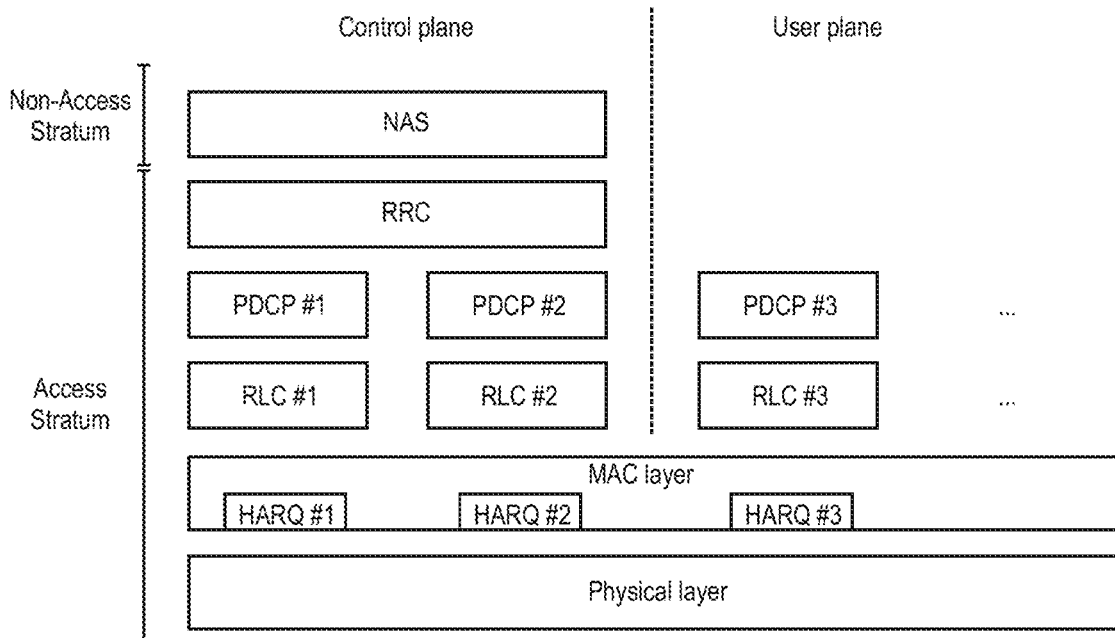 Control plane
User plane
Non-Access
Stratum
NAS
RRC
PDCP #1
PDCP #2
PDCP #3
...
Access
Stratum
RLC #1
RLC #2
RLC #3
...
MAC layer
HARQ #1
HARQ #2
HARQ #3
Physical layer